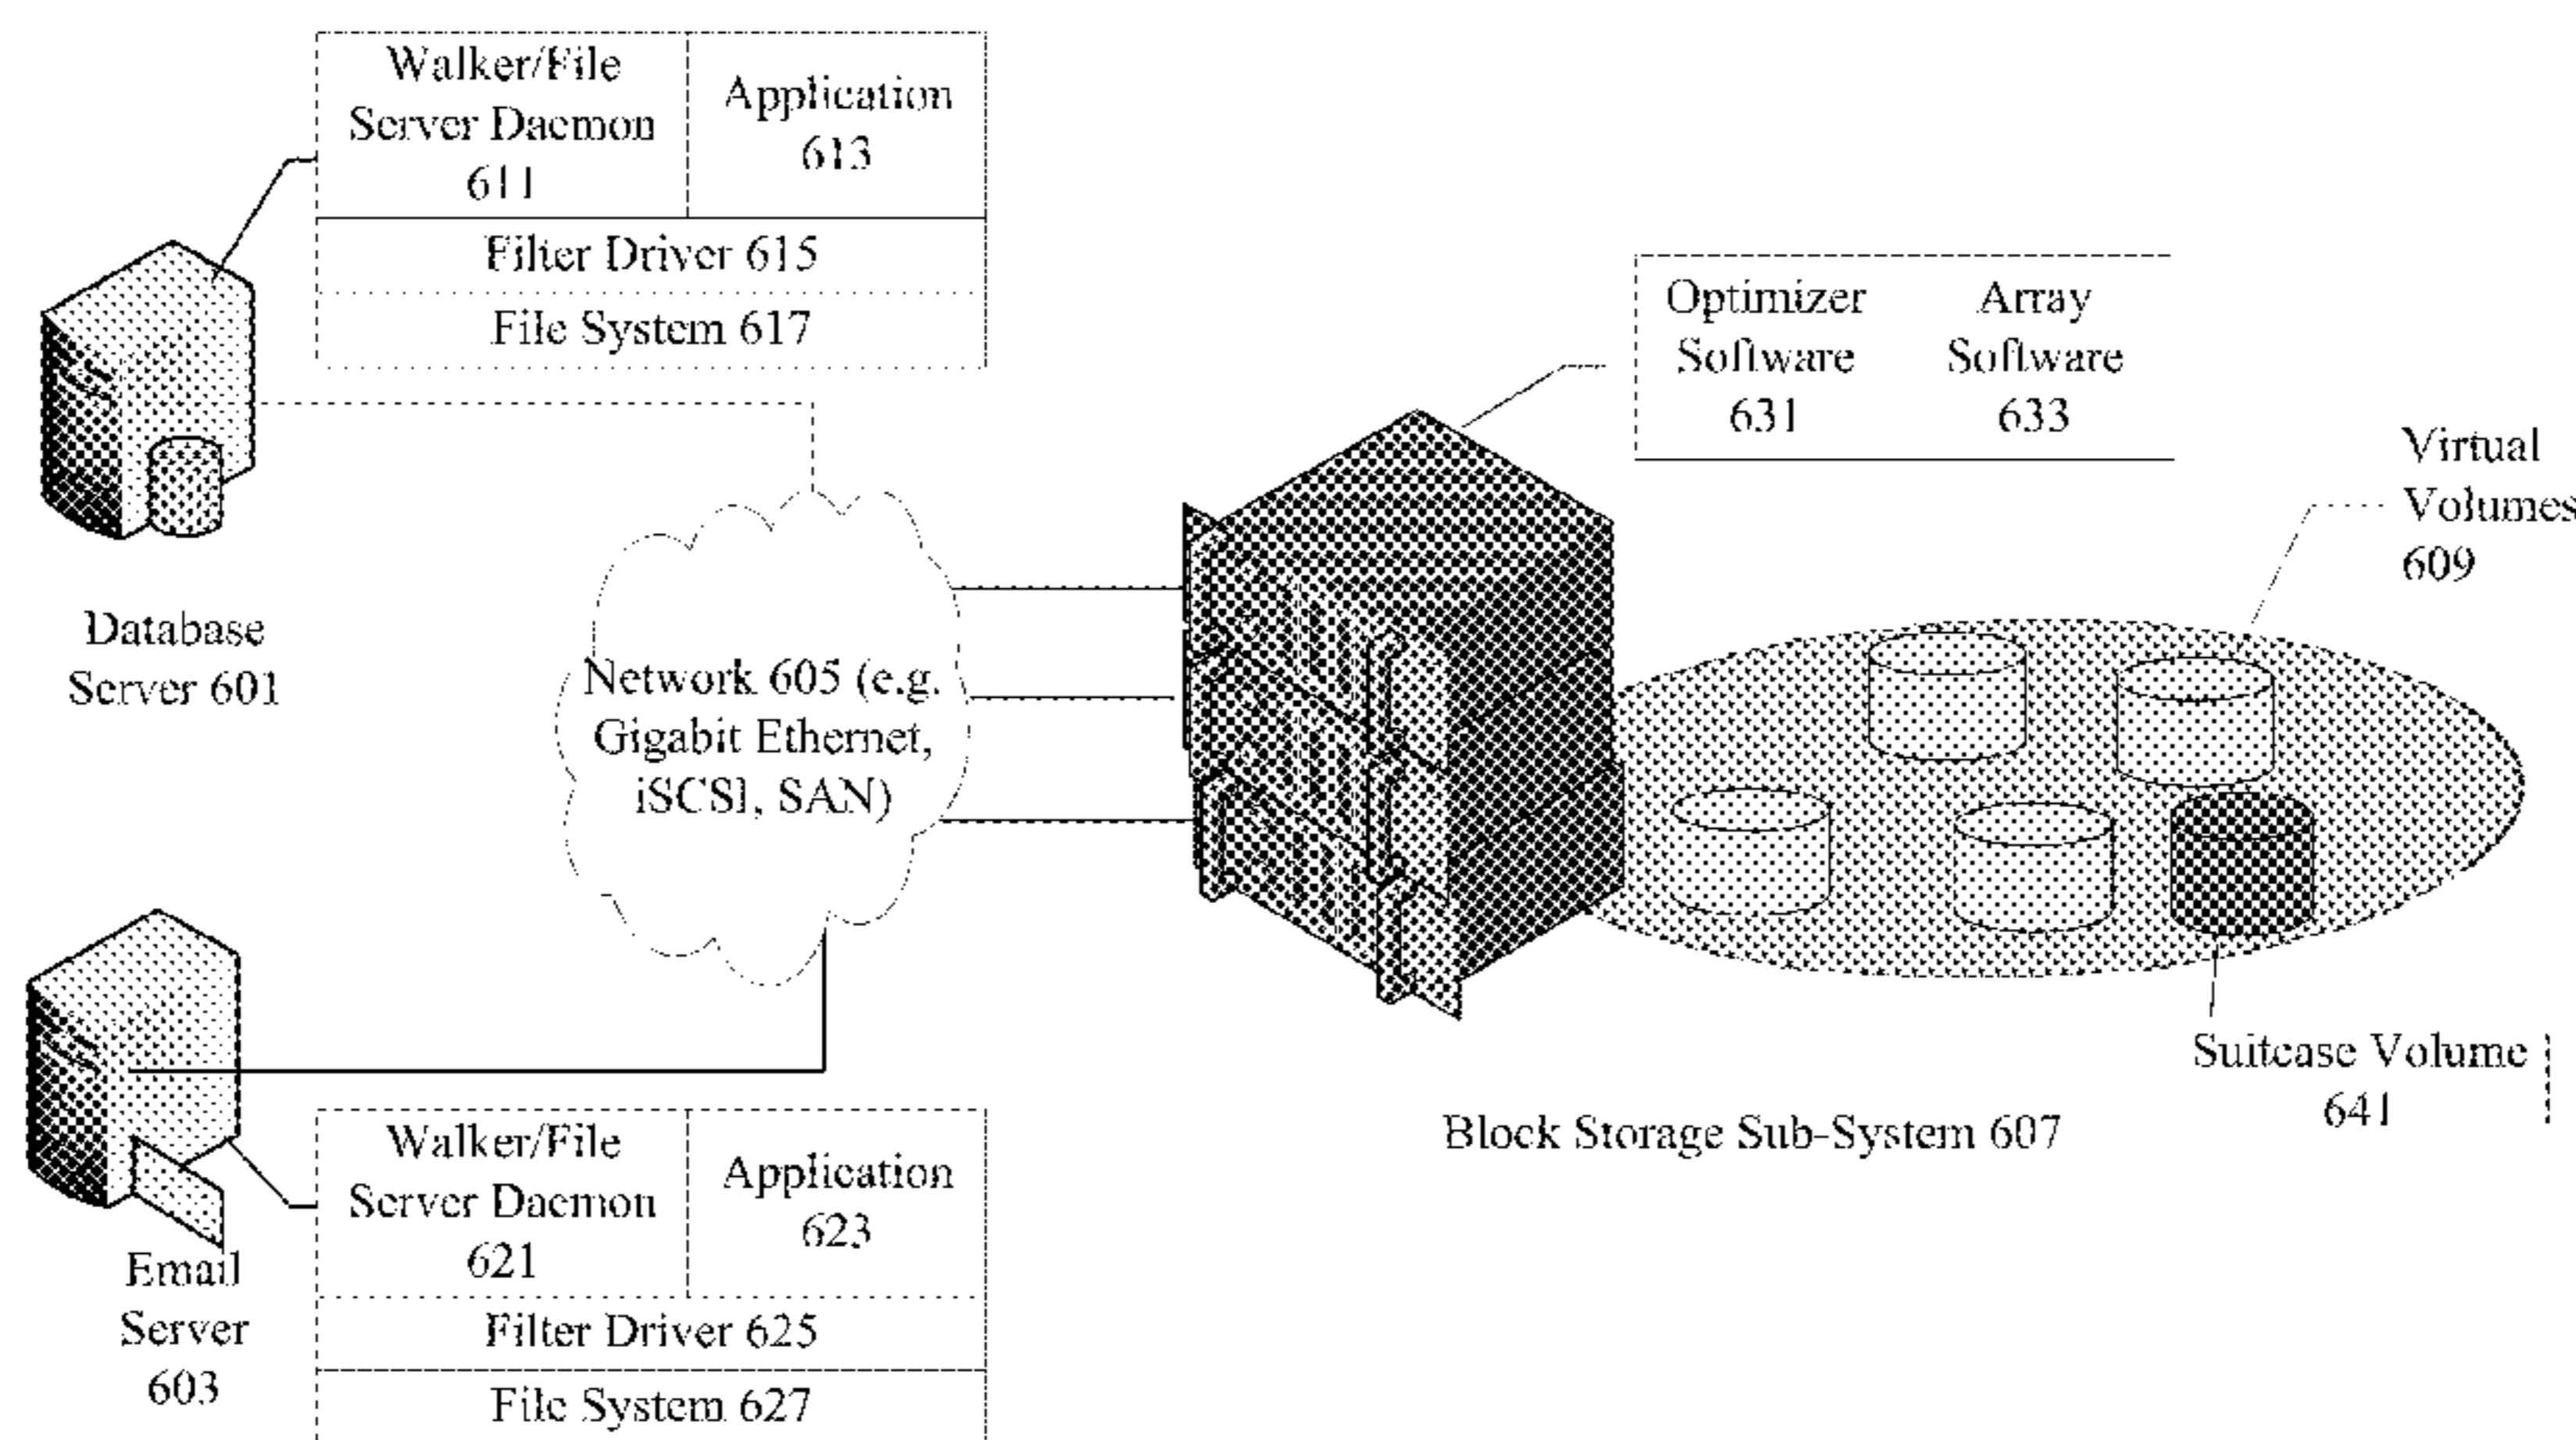 Walker/File
Server Daemon
611
Application
613
Filter Driver 615
File System 617
Database
Server 601
Network 605 (e.g.
Gigabit Ethernet,
iSCSI, SAN)
Optimizer
Software
631
Array
Software
633
Virtual
Volumes
609
Suitcase Volume
641
Block Storage Sub-System 607
Email
Server
603
Walker/File
Server Daemon
621
Application
623
Filter Driver 625
File System 627